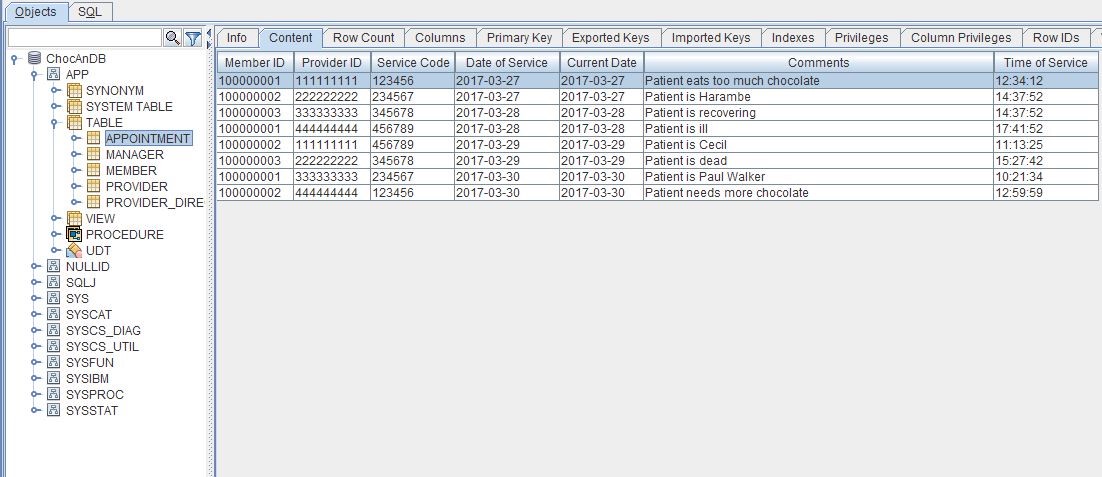 Objects SQL
Info Content Row Count Columns Primary Key Exported Keys Imported Keys Indexes Privileges Column Privileges Row IDs
ChocAnDB
APP
SYNONYM
SYSTEM TABLE
TABLE
APPOINTMENT
MANAGER
MEMBER
PROVIDER
PROVIDER_DIRE
VIEW
PROCEDURE
UDT
NULLID
SQLJ
SYS
SYSCAT
SYSCS_DIAG
SYSCS_UTIL
SYSFUN
SYSIBM
SYSPROC
SYSSTAT
Member ID Provider ID Service Code Date of Service Current Date Comments Time of Service
100000001 111111111 123456 2017-03-27 2017-03-27 Patient eats too much chocolate 12:34:12
100000002 222222222 234567 2017-03-27 2017-03-27 Patient is Harambe 14:37:52
100000003 333333333 345678 2017-03-28 2017-03-28 Patient is recovering 14:37:52
100000001 444444444 456789 2017-03-28 2017-03-28 Patient is ill 17:41:52
100000002 111111111 456789 2017-03-29 2017-03-29 Patient is Cecil 11:13:25
100000003 222222222 345678 2017-03-29 2017-03-29 Patient is dead 15:27:42
100000001 333333333 234567 2017-03-30 2017-03-30 Patient is Paul Walker 10:21:34
100000002 444444444 123456 2017-03-30 2017-03-30 Patient needs more chocolate 12:59:59